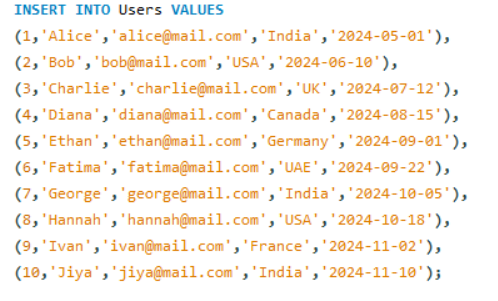 INSERT INTO Users VALUES
(1,'Alice','alice@mail.com','India','2024-05-01'),
(2,'Bob','bob@mail.com','USA','2024-06-10'),
(3,'Charlie','charlie@mail.com','UK','2024-07-12'),
(4,'Diana','diana@mail.com','Canada','2024-08-15'),
(5,'Ethan','ethan@mail.com','Germany','2024-09-01'),
(6,'Fatima','fatima@mail.com','UAE','2024-09-22'),
(7,'George','george@mail.com','India','2024-10-05'),
(8,'Hannah','hannah@mail.com','USA','2024-10-18'),
(9,'Ivan','ivan@mail.com','France','2024-11-02'),
(10,'Jiya','jiya@mail.com','India','2024-11-10');